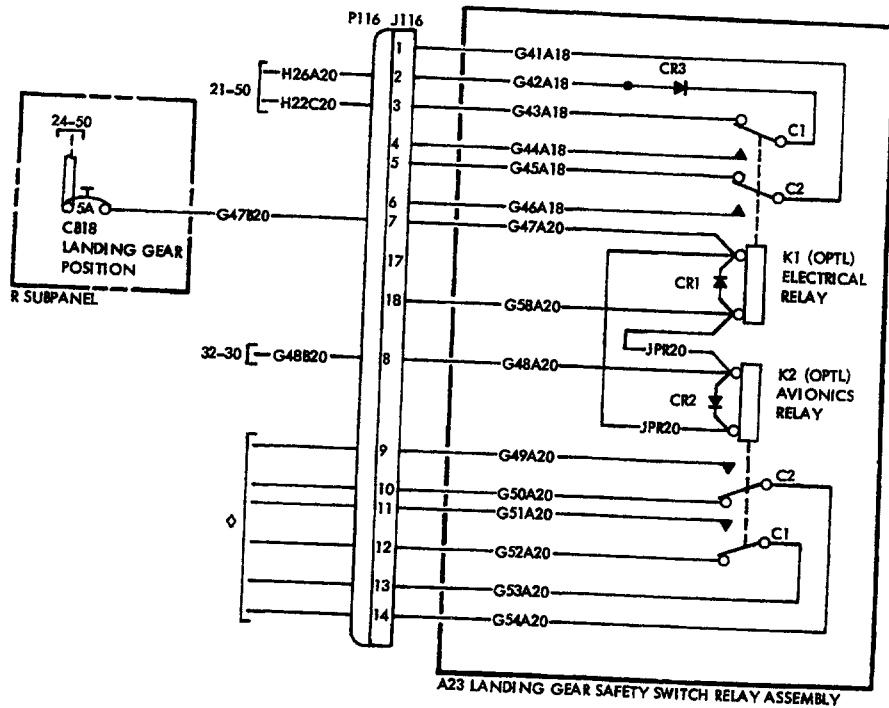 P116 J116
1
G41A18
H26A20
2
G42A18
CR3
21-50
H22C20
3
G43A18
C1
24-50
4
G44A18
5
G45A18
C2
6
G46A18
5A
G47B20
7
G47A20
CB18
LANDING GEAR
POSITION
17
K1 (OPTL)
ELECTRICAL
RELAY
CR1
R SUBPANEL
18
G58A20
JPR20
32-30
G48B20
8
G48A20
K2 (OPTL)
AVIONICS
RELAY
CR2
JPR20
9
G49A20
C2
10
G50A20
11
G51A20
C1
12
G52A20
13
G53A20
14
G54A20
A23 LANDING GEAR SAFETY SWITCH RELAY ASSEMBLY